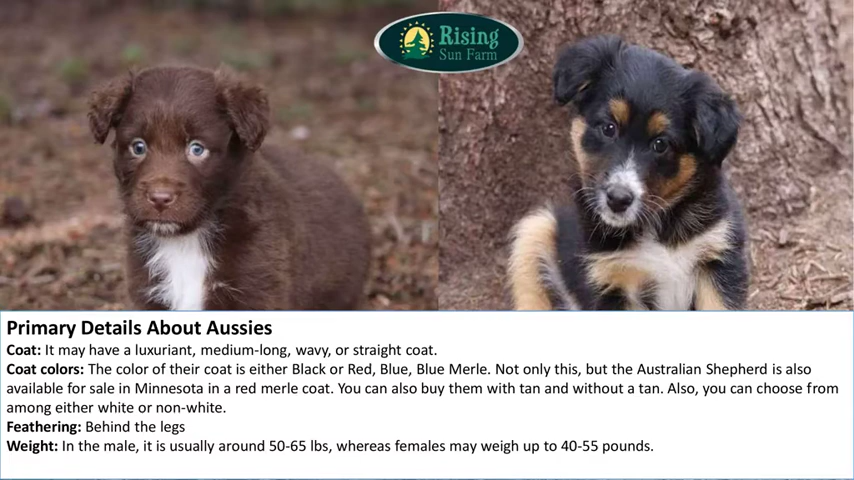 Rising
Sun Farm
Primary Details About Aussies
Coat: It may have a luxuriant, medium-long, wavy, or straight coat.
Coat colors: The color of their coat is either Black or Red, Blue, Blue Merle. Not only this, but the Australian Shepherd is also
available for sale in Minnesota in a red merle coat. You can also buy them with tan and without a tan. Also, you can choose from
among either white or non-white.
Feathering: Behind the legs
Weight: In the male, it is usually around 50-65 lbs, whereas females may weigh up to 40-55 pounds.